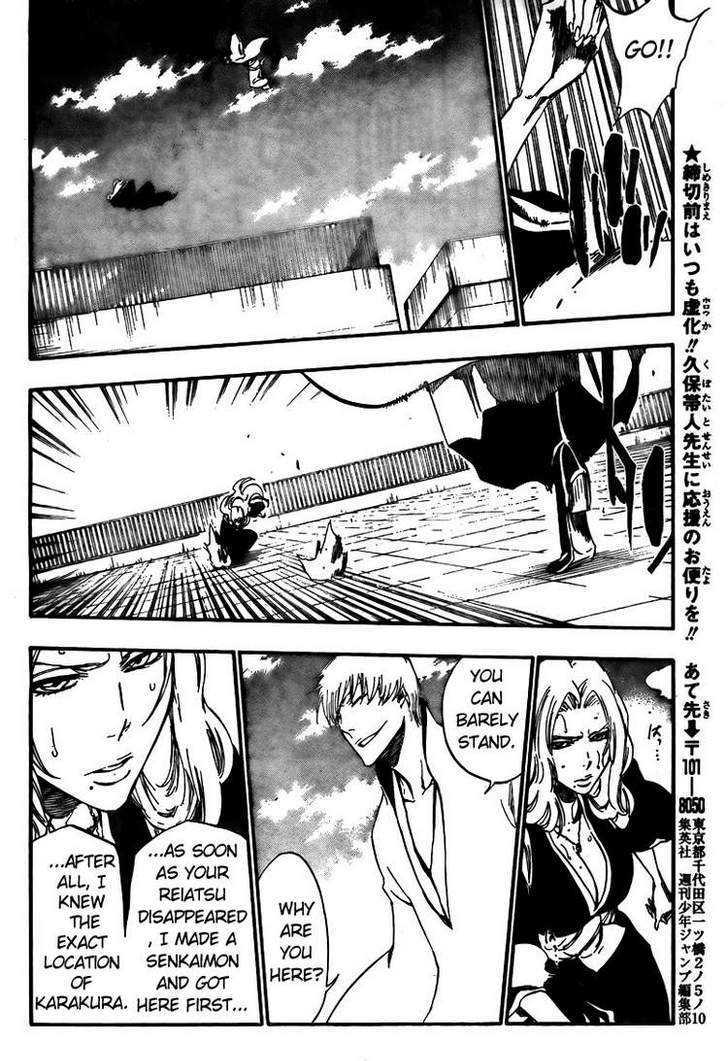 GO!!
YOU
CAN
BARELY
STAND.
WHY
ARE
YOU
HERE?
...AS SOON
AS YOUR
REIATSU
DISAPPEARED
, I MADE A
SENKAIMON
AND GOT
HERE FIRST...
...AFTER
ALL, I
KNEW
THE
EXACT
LOCATION
OF
KARAKURA.
★締切前はいつも虚化!!久保帯人先生に応援のお便りを!!
しめきりまえ
ホロウか
くぼたいとせんせい
おうえん
たよ
あて先➡〒101-8050
さき
東京都千代田区一ツ橋2ノ5ノ10
集英社 週刊少年ジャンプ編集部